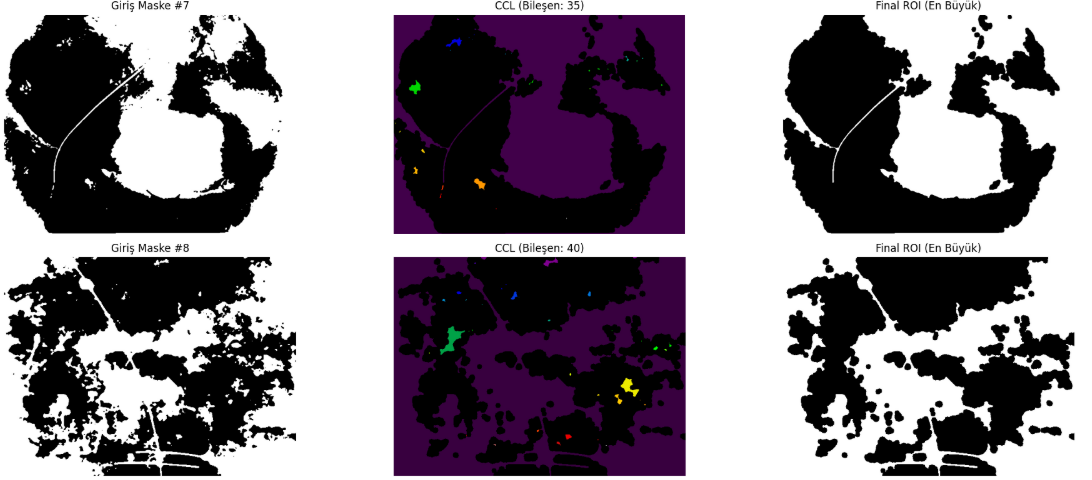 Giriş Maske #7
CCL (Bileşen: 35)
Final ROI (En Büyük)
Giriş Maske #8
CCL (Bileşen: 40)
Final ROI (En Büyük)